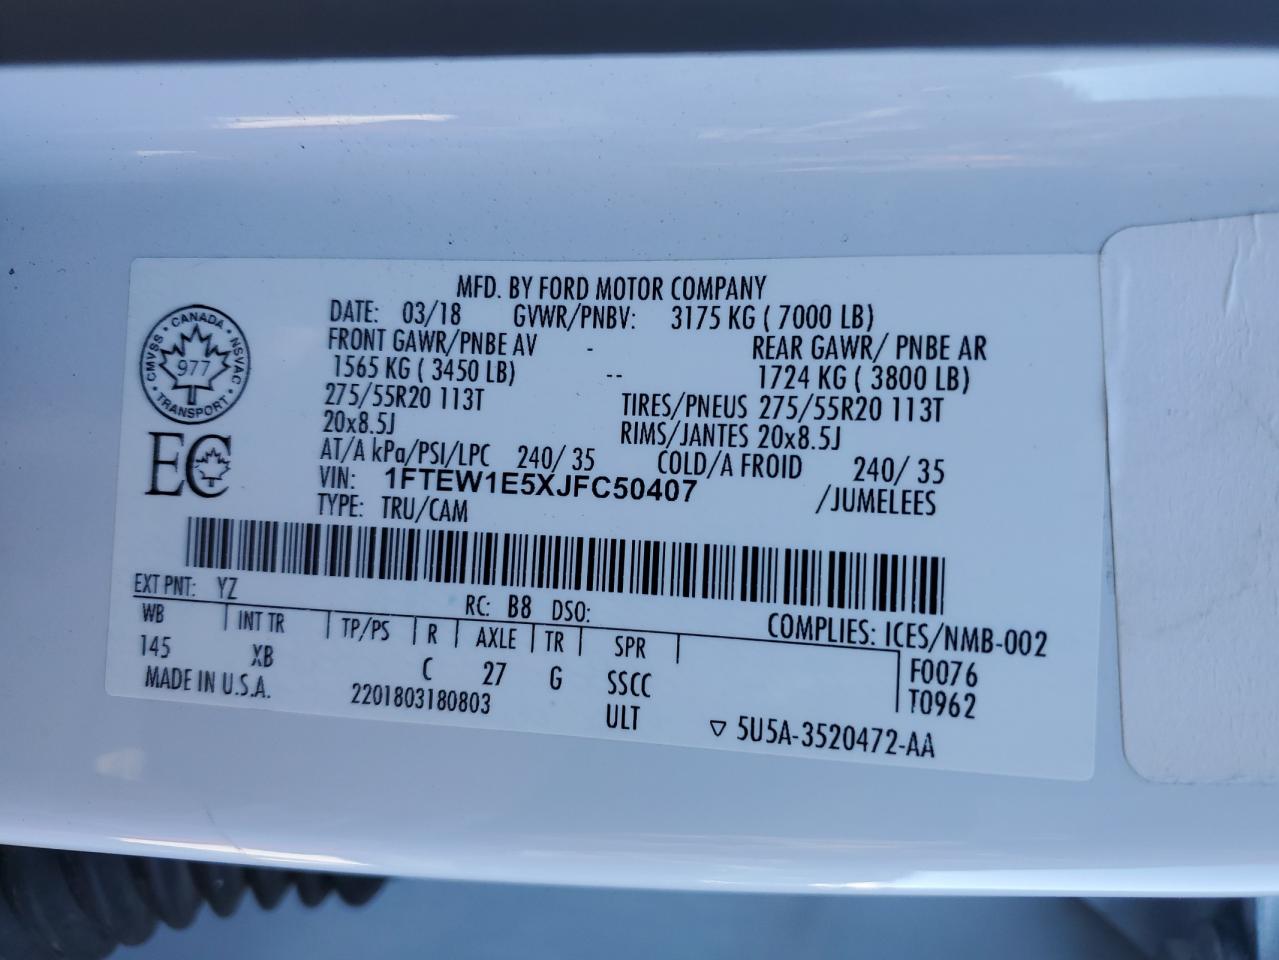 MFD. BY FORD MOTOR COMPANY
DATE: 03/18 GVWR/PNBV: 3175 KG ( 7000 LB)
FRONT GAWR/PNBE AV - REAR GAWR/ PNBE AR
1565 KG ( 3450 LB) -- 1724 KG ( 3800 LB)
275/55R20 113T TIRES/PNEUS 275/55R20 113T
20x8.5J RIMS/JANTES 20x8.5J
AT/A kPa/PSI/LPC 240/ 35 COLD/A FROID 240/ 35
VIN: 1FTEW1E5XJFC50407 /JUMELEES
TYPE: TRU/CAM
CANADA
CMVSS NSVAC
977
TRANSPORT
EC
EXT PNT: YZ RC: B8 DSO:
COMPLIES: ICES/NMB-002
WB INT TR TP/PS R AXLE TR SPR
145 XB C 27 G SSCC F0076
MADE IN U.S.A. 2201803180803 ULT T0962
5U5A-3520472-AA